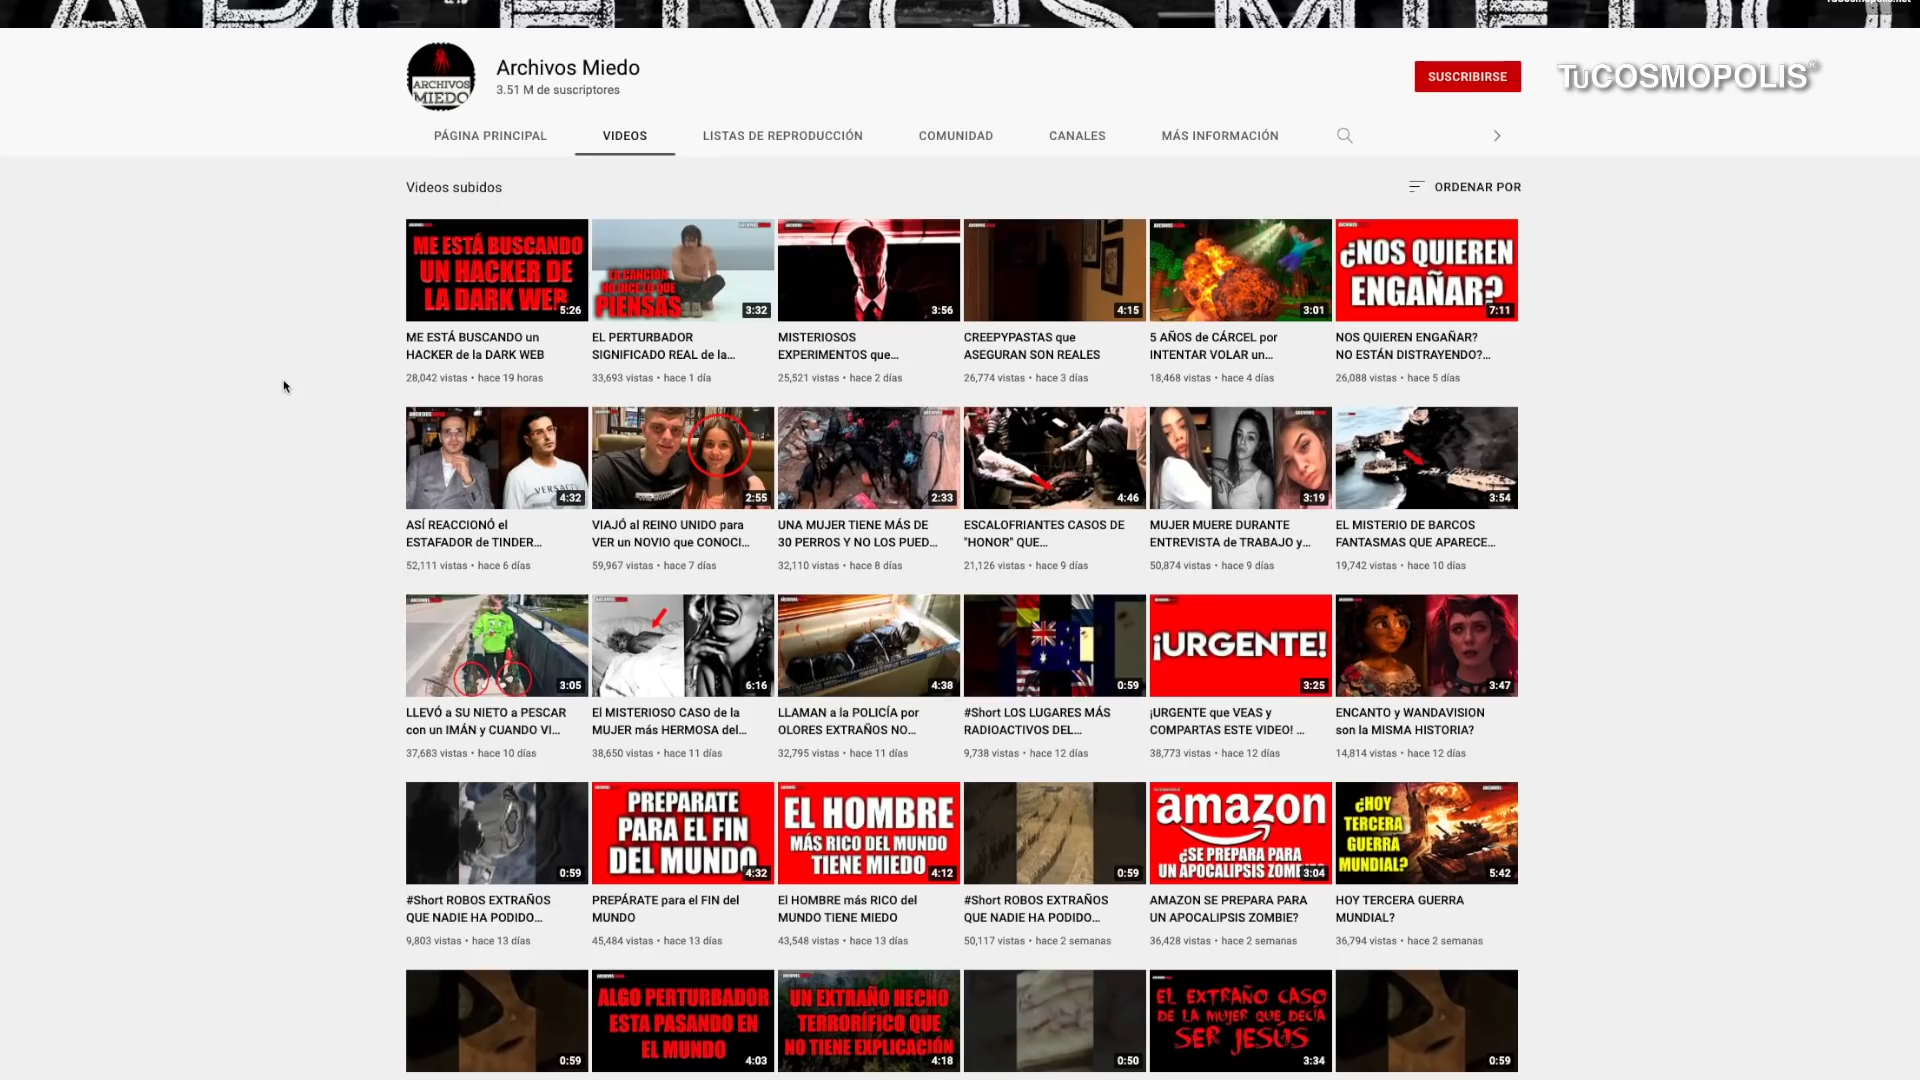 ARCHIVOS MIEDO
TuCOSMOPOLIS®
ARCHIVOS
MIEDO
Archivos Miedo
3.51 M de suscriptores
SUSCRIBIRSE
PÁGINA PRINCIPAL VIDEOS LISTAS DE REPRODUCCIÓN COMUNIDAD CANALES MÁS INFORMACIÓN
Videos subidos
ORDENAR POR
ME ESTÁ BUSCANDO
UN HACKER DE
LA DARK WEB
5:26
LA CANCIÓN
NO DICE LO QUE
PIENSAS
3:32
3:56
4:15
3:01
¿NOS QUIEREN
ENGAÑAR?
7:11
ME ESTÁ BUSCANDO un
HACKER de la DARK WEB
28,042 vistas • hace 19 horas
EL PERTURBADOR
SIGNIFICADO REAL de la...
33,693 vistas • hace 1 día
MISTERIOSOS
EXPERIMENTOS que...
25,521 vistas • hace 2 días
CREEPYPASTAS que
ASEGURAN SON REALES
26,774 vistas • hace 3 días
5 AÑOS de CÁRCEL por
INTENTAR VOLAR un...
18,468 vistas • hace 4 días
NOS QUIEREN ENGAÑAR?
NO ESTÁN DISTRAYENDO?...
26,088 vistas • hace 5 días
VERSACE
4:32
2:55
2:33
4:46
3:19
3:54
ASÍ REACCIONÓ el
ESTAFADOR de TINDER...
52,111 vistas • hace 6 días
VIAJÓ al REINO UNIDO para
VER un NOVIO que CONOCI...
59,967 vistas • hace 7 días
UNA MUJER TIENE MÁS DE
30 PERROS Y NO LOS PUED...
32,110 vistas • hace 8 días
ESCALOFRIANTES CASOS DE
"HONOR" QUE...
21,126 vistas • hace 9 días
MUJER MUERE DURANTE
ENTREVISTA de TRABAJO y...
50,874 vistas • hace 9 días
EL MISTERIO DE BARCOS
FANTASMAS QUE APARECE...
19,742 vistas • hace 10 días
3:05
6:16
4:38
0:59
¡URGENTE!
3:25
3:47
LLEVÓ a SU NIETO a PESCAR
con un IMÁN y CUANDO VI...
37,683 vistas • hace 10 días
El MISTERIOSO CASO de la
MUJER más HERMOSA del...
38,650 vistas • hace 11 días
LLAMAN a la POLICÍA por
OLORES EXTRAÑOS NO...
32,795 vistas • hace 11 días
#Short LOS LUGARES MÁS
RADIOACTIVOS DEL...
9,738 vistas • hace 12 días
¡URGENTE que VEAS y
COMPARTAS ESTE VIDEO! ...
38,773 vistas • hace 12 días
ENCANTO y WANDAVISION
son la MISMA HISTORIA?
14,814 vistas • hace 12 días
0:59
PREPARATE
PARA EL FIN
DEL MUNDO
4:32
EL HOMBRE
MÁS RICO DEL MUNDO
TIENE MIEDO
4:12
0:59
amazon
¿SE PREPARA PARA
UN APOCALIPSIS ZOMB
3:04
¿HOY
TERCERA
GUERRA
MUNDIAL?
5:42
#Short ROBOS EXTRAÑOS
QUE NADIE HA PODIDO...
9,803 vistas • hace 13 días
PREPÁRATE para el FIN del
MUNDO
45,484 vistas • hace 13 días
El HOMBRE más RICO del
MUNDO TIENE MIEDO
43,548 vistas • hace 13 días
#Short ROBOS EXTRAÑOS
QUE NADIE HA PODIDO...
50,117 vistas • hace 2 semanas
AMAZON SE PREPARA PARA
UN APOCALIPSIS ZOMBIE?
36,428 vistas • hace 2 semanas
HOY TERCERA GUERRA
MUNDIAL?
36,794 vistas • hace 2 semanas
0:59
ALGO PERTURBADOR
ESTA PASANDO EN
EL MUNDO
4:03
UN EXTRAÑO HECHO
TERRORÍFICO QUE
NO TIENE EXPLICACIÓN
4:18
0:50
EL EXTRAÑO CASO
DE LA MUJER QUE DECÍA
SER JESÚS
3:34
0:59